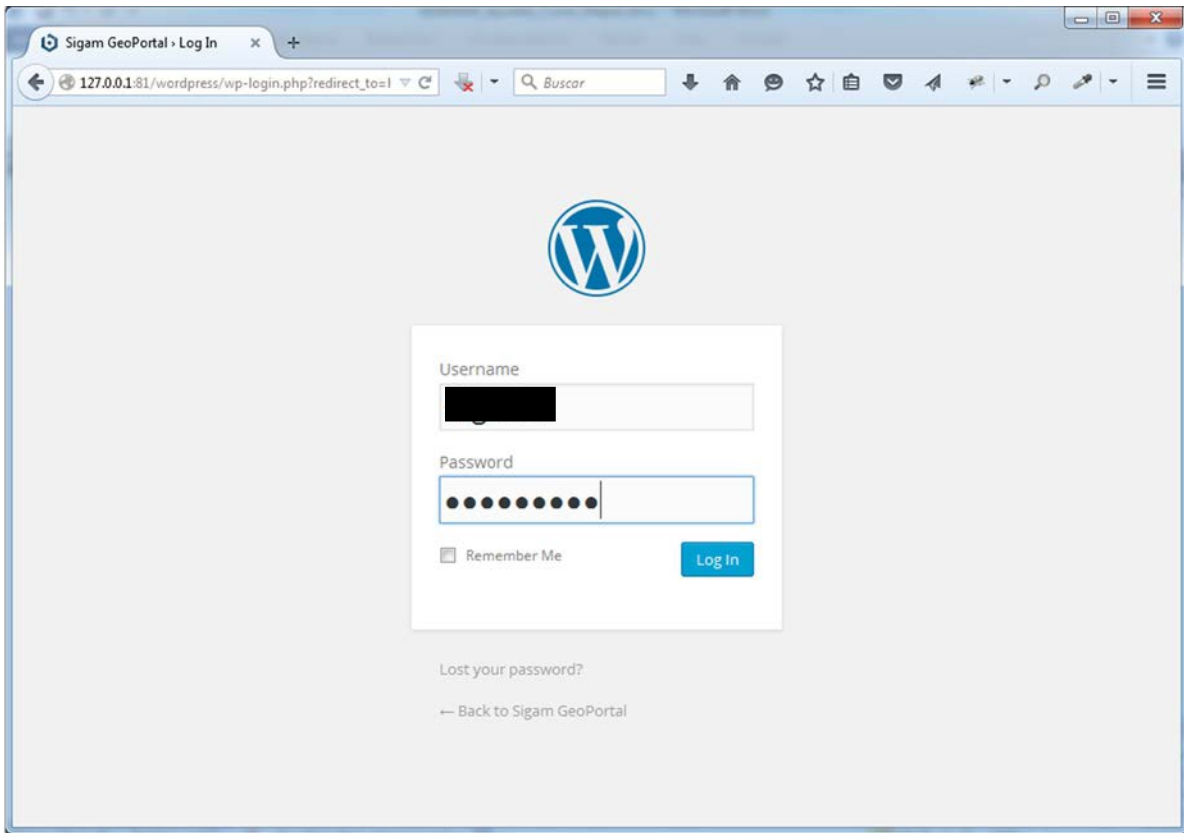 Sigam GeoPortal › Log In
127.0.0.1:81/wordpress/wp-login.php?redirect_to=
Buscar
Username
Password
Remember Me
Log In
Lost your password?
← Back to Sigam GeoPortal